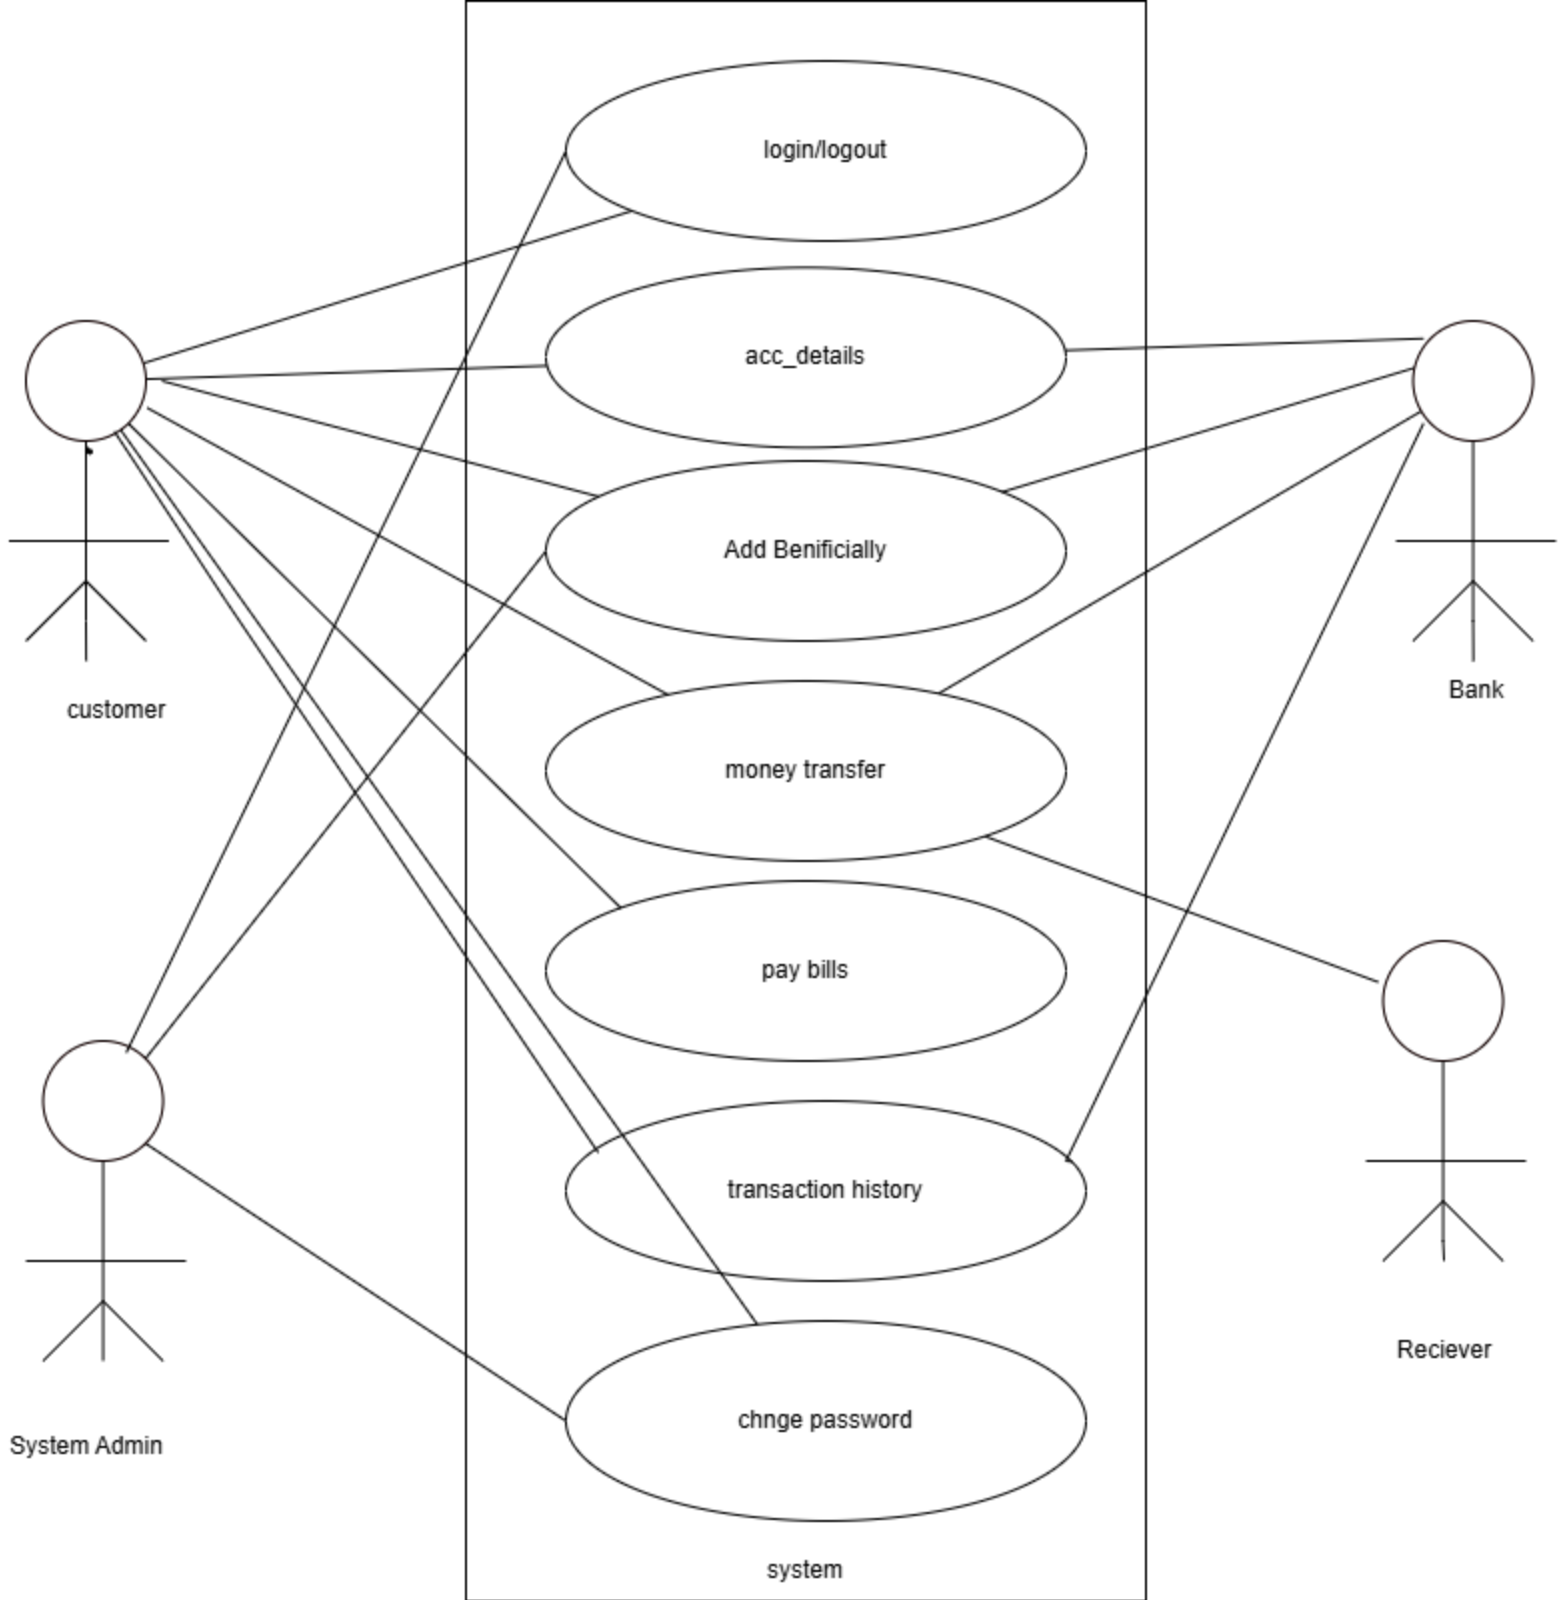 login/logout
acc_details
Add Benificially
money transfer
customer
Bank
pay bills
transaction history
Reciever
chnge password
System Admin
system